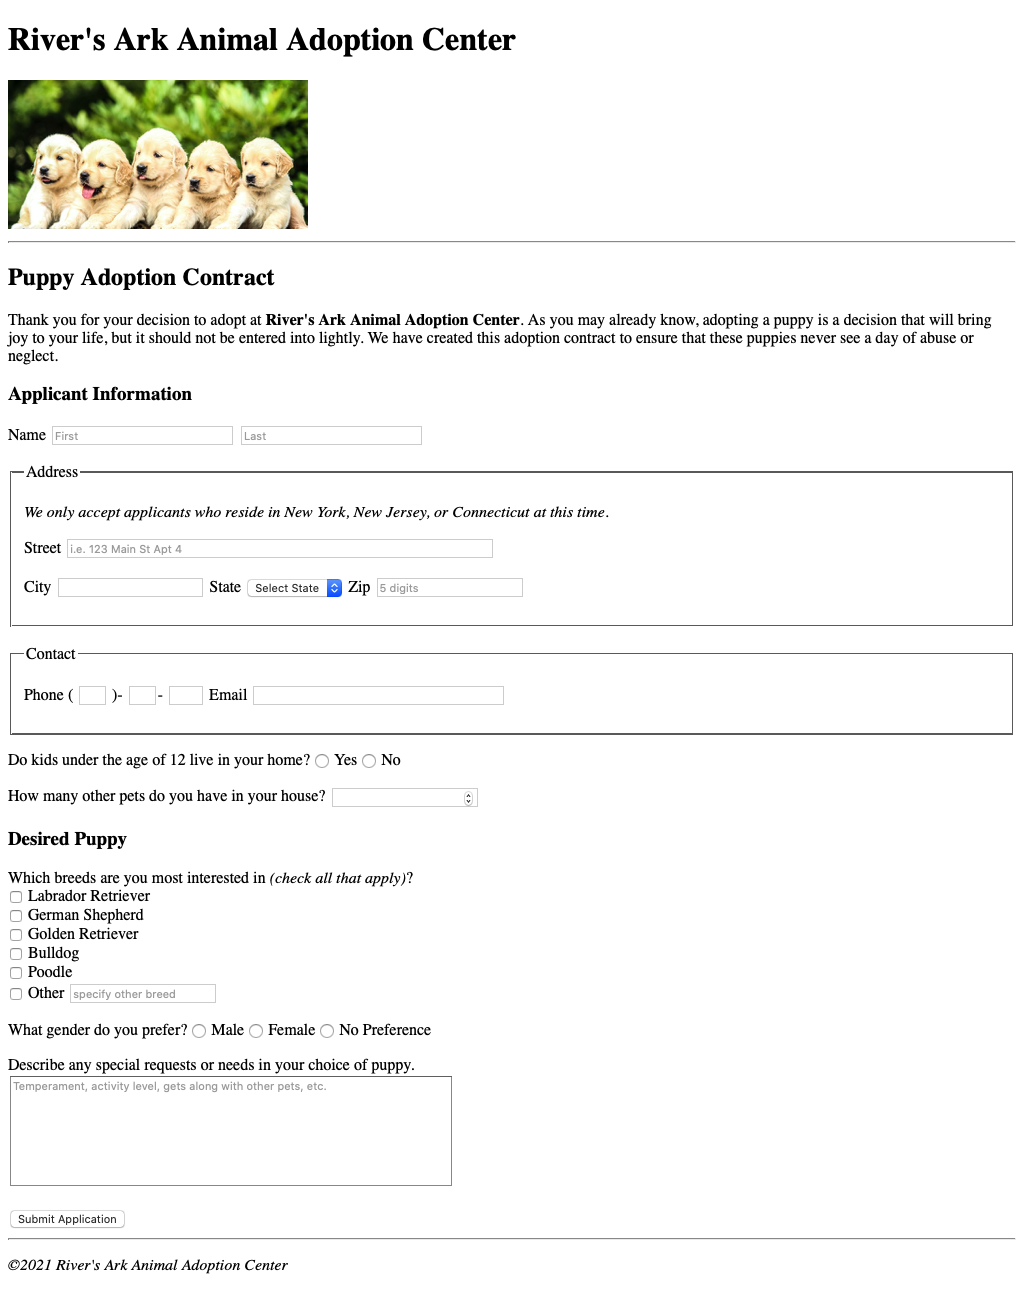 River's Ark Animal Adoption Center
Puppy Adoption Contract
Thank you for your decision to adopt at River's Ark Animal Adoption Center. As you may already know, adopting a puppy is a decision that will bring
joy to your life, but it should not be entered into lightly. We have created this adoption contract to ensure that these puppies never see a day of abuse or
neglect.
Applicant Information
Name First Last
Address
We only accept applicants who reside in New York, New Jersey, or Connecticut at this time.
Street i.e. 123 Main St Apt 4
City State Select State Zip 5 digits
Contact
Phone ( )- - Email
Do kids under the age of 12 live in your home? Yes No
How many other pets do you have in your house?
Desired Puppy
Which breeds are you most interested in (check all that apply)?
Labrador Retriever
German Shepherd
Golden Retriever
Bulldog
Poodle
Other specify other breed
What gender do you prefer? Male Female No Preference
Describe any special requests or needs in your choice of puppy.
Temperament, activity level, gets along with other pets, etc.
Submit Application
©2021 River's Ark Animal Adoption Center